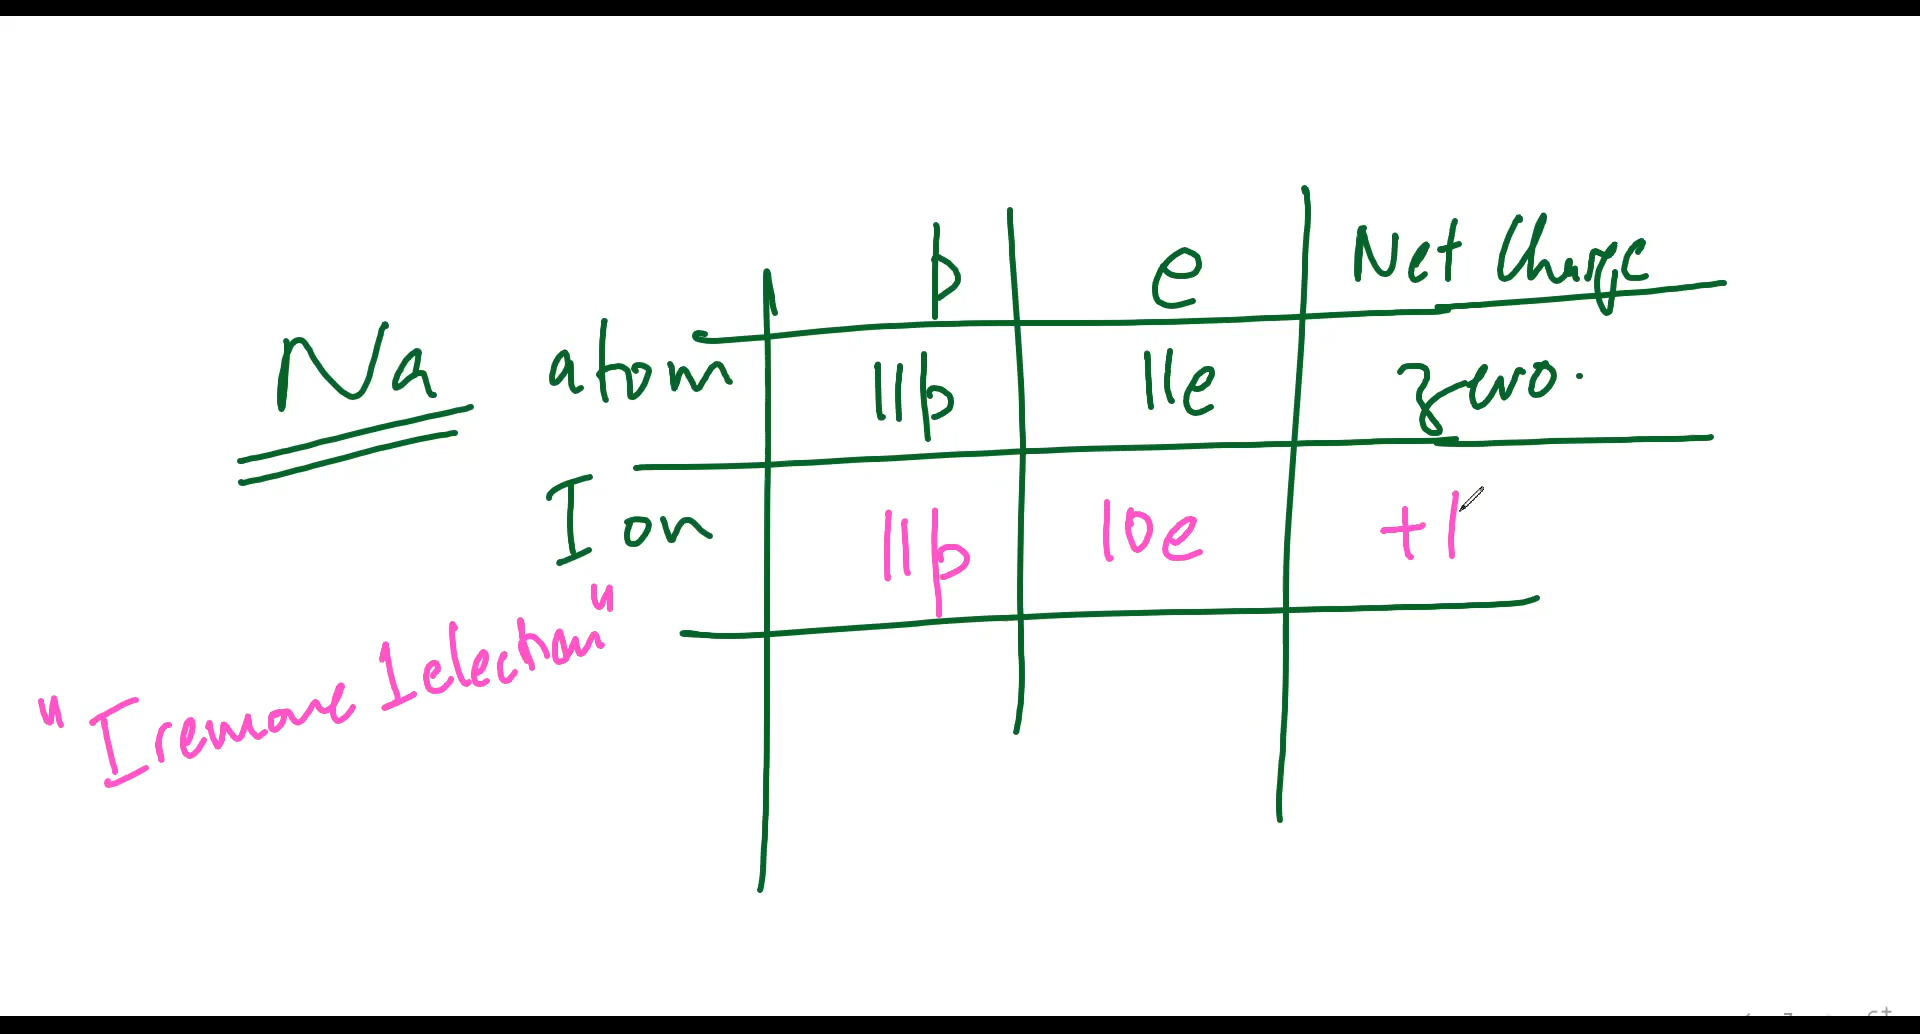 p e Net Charge
Na atom 11p 11e zero.
Ion 11p 10e +1
"I remove 1 electron"